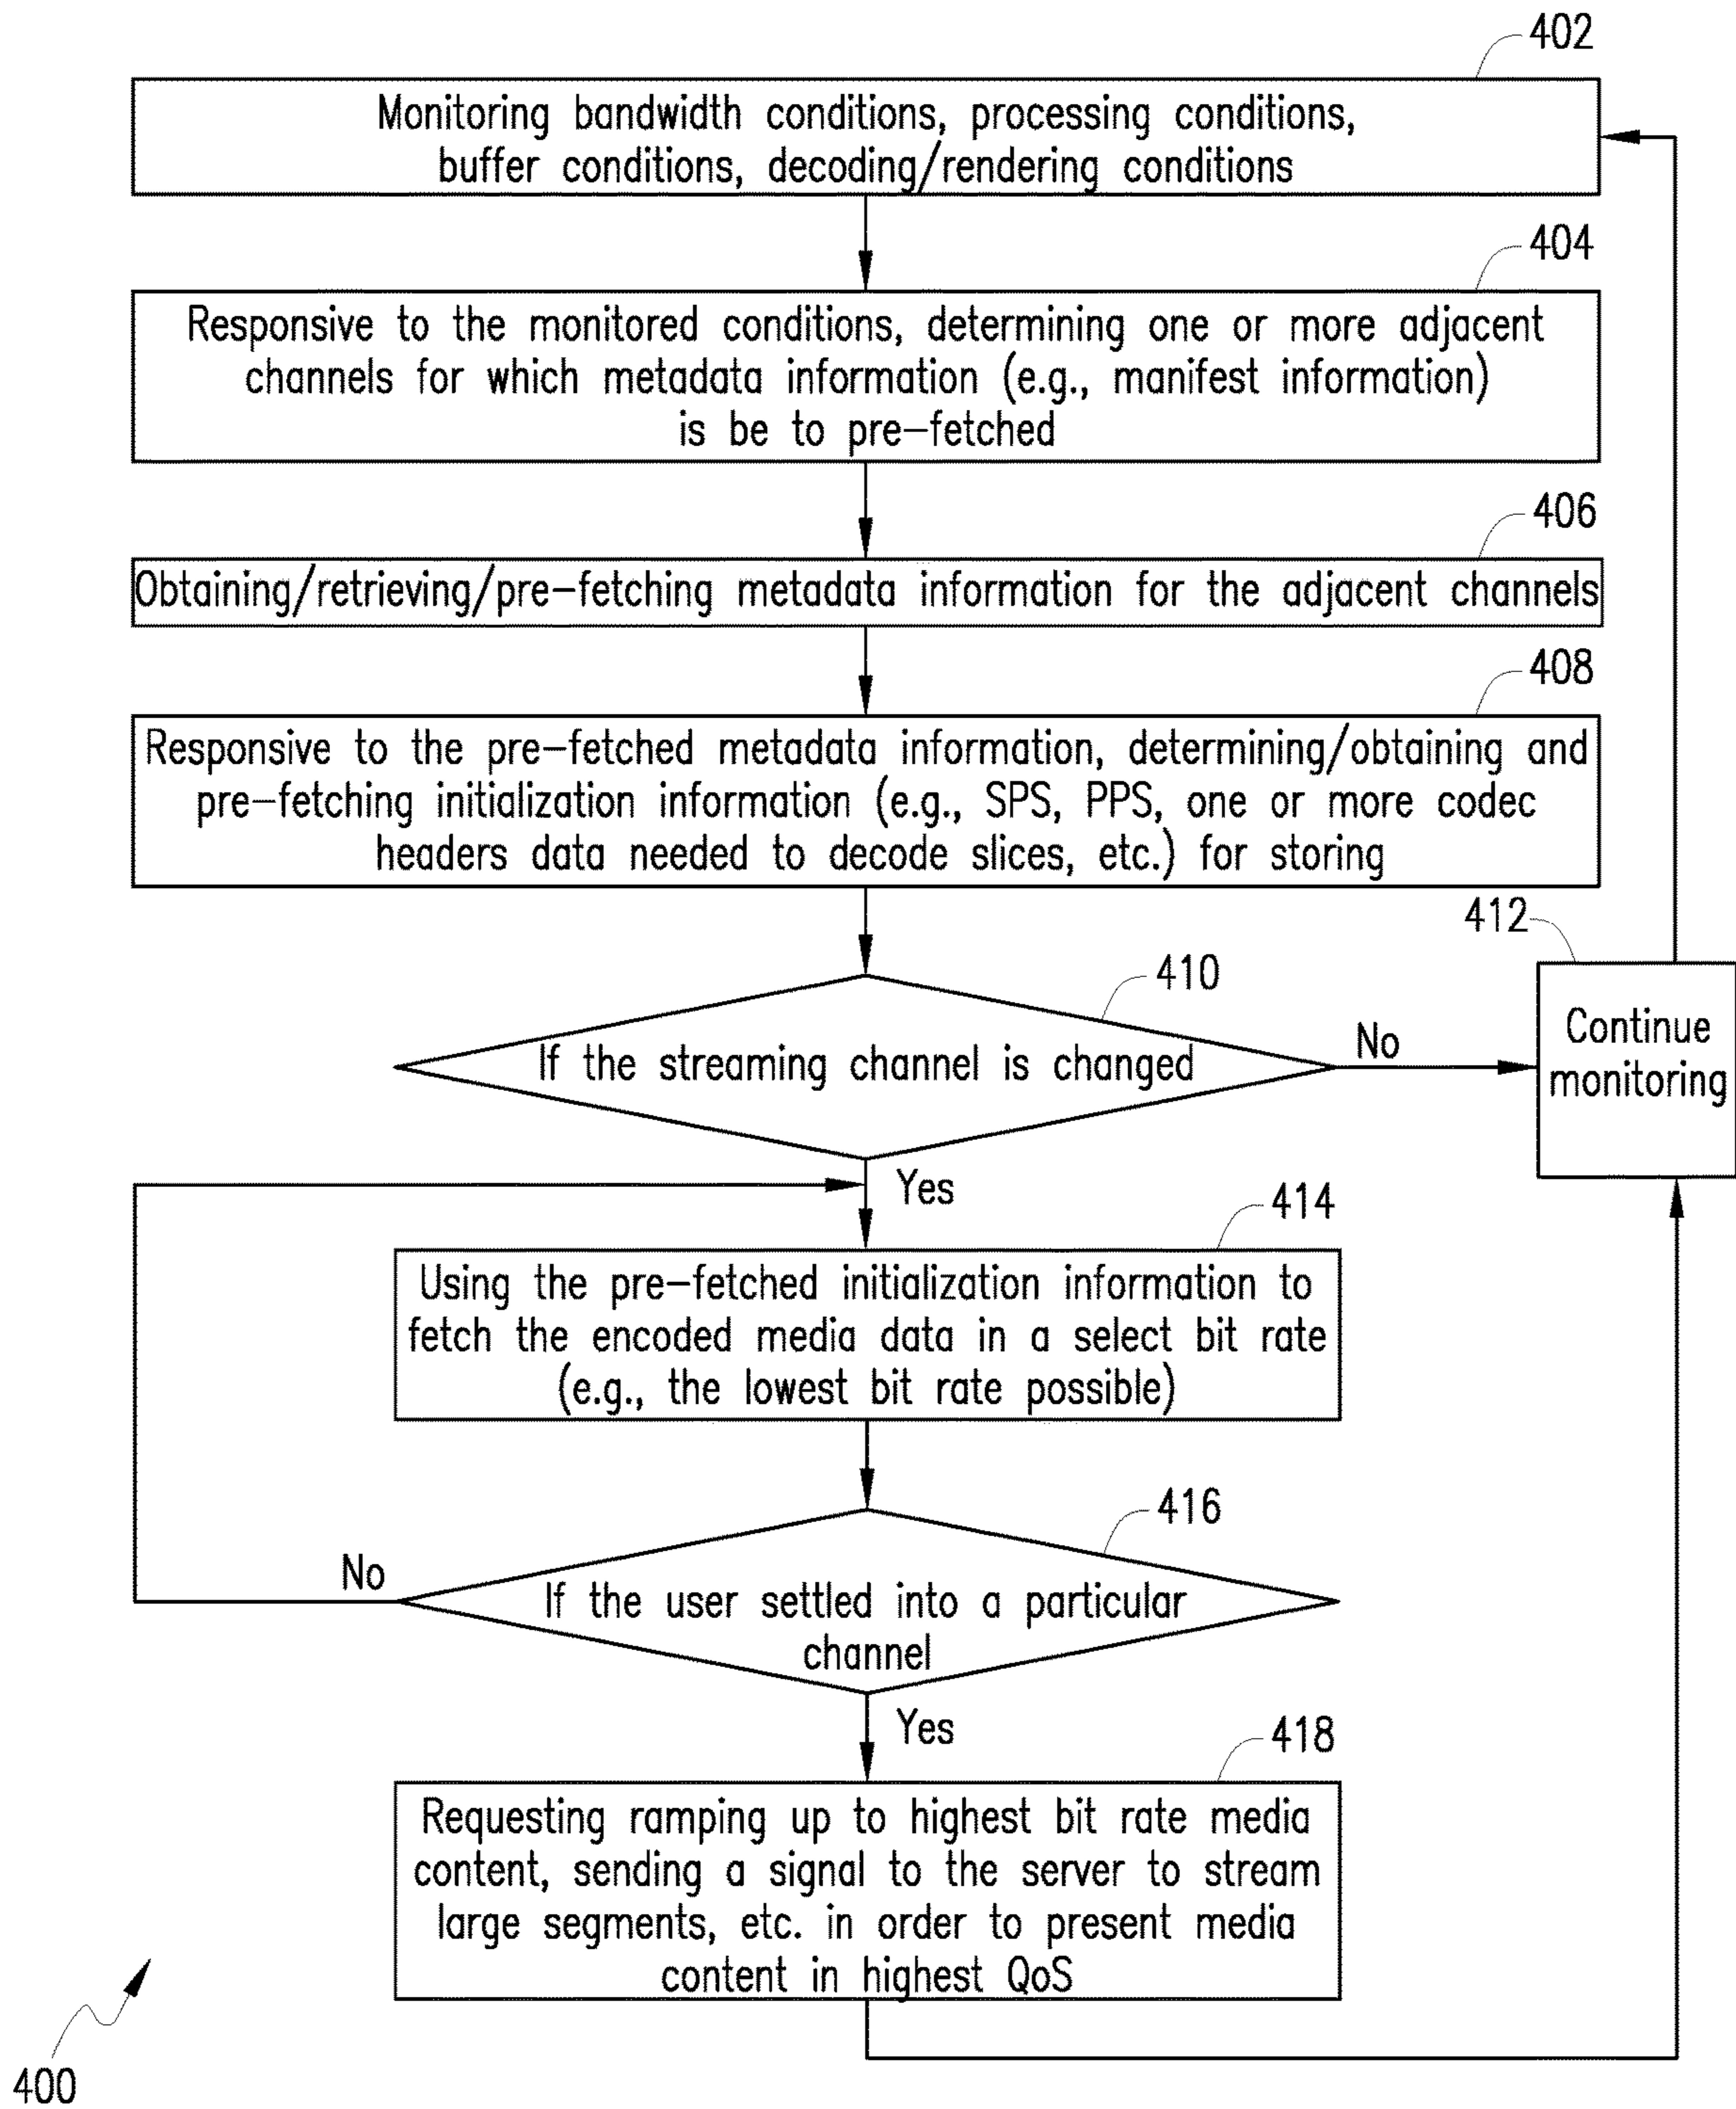 402
Monitoring bandwidth conditions, processing conditions,
buffer conditions, decoding/rendering conditions
404
Responsive to the monitored conditions, determining one or more adjacent
channels for which metadata information (e.g., manifest information)
is be to pre-fetched
406
Obtaining/retrieving/pre-fetching metadata information for the adjacent channels
408
Responsive to the pre-fetched metadata information, determining/obtaining and
pre-fetching initialization information (e.g., SPS, PPS, one or more codec
headers data needed to decode slices, etc.) for storing
410
If the streaming channel is changed
No
412
Continue
monitoring
Yes
414
Using the pre-fetched initialization information to
fetch the encoded media data in a select bit rate
(e.g., the lowest bit rate possible)
416
If the user settled into a particular
channel
No
Yes
418
Requesting ramping up to highest bit rate media
content, sending a signal to the server to stream
large segments, etc. in order to present media
content in highest QoS
400